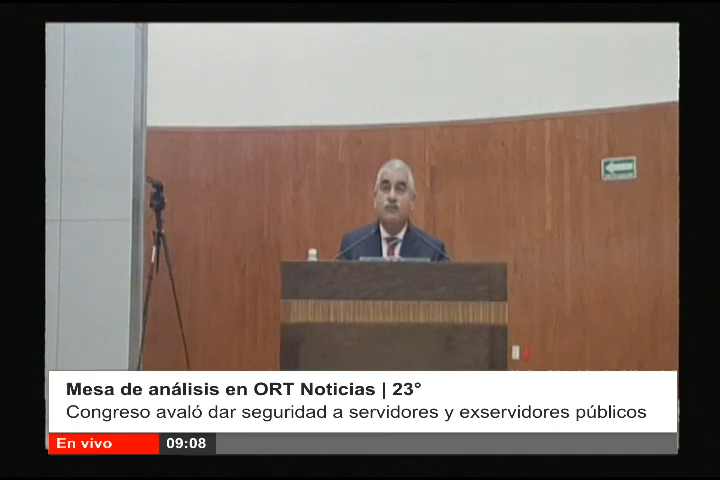 Mesa de análisis en ORT Noticias | 23°
Congreso avaló dar seguridad a servidores y exservidores públicos
En vivo 09:08